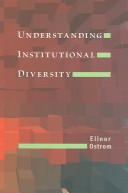 UNDERSTANDING
INSTITUTIONAL
DIVERSITY
Elinor
Ostrom